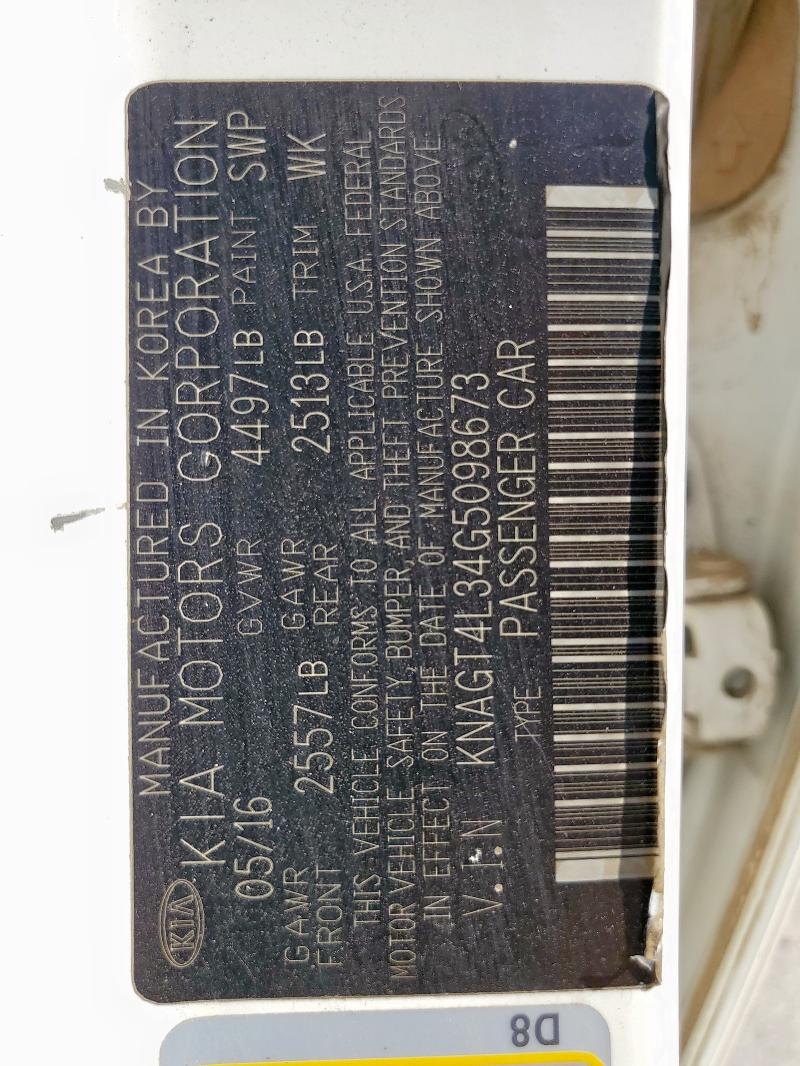 KIA
MANUFACTURED IN KOREA BY
KIA MOTORS CORPORATION
05/16 GVWR 4497LB PAINT SWP
GAWR FRONT 2557LB GAWR REAR 2513LB TRIM WK
THIS VEHICLE CONFORMS TO ALL APPLICABLE U.S.A. FEDERAL
MOTOR VEHICLE SAFETY, BUMPER, AND THEFT PREVENTION STANDARDS
IN EFFECT ON THE DATE OF MANUFACTURE SHOWN ABOVE
V.I.N KNAGT4L34G5098673
TYPE PASSENGER CAR
D8